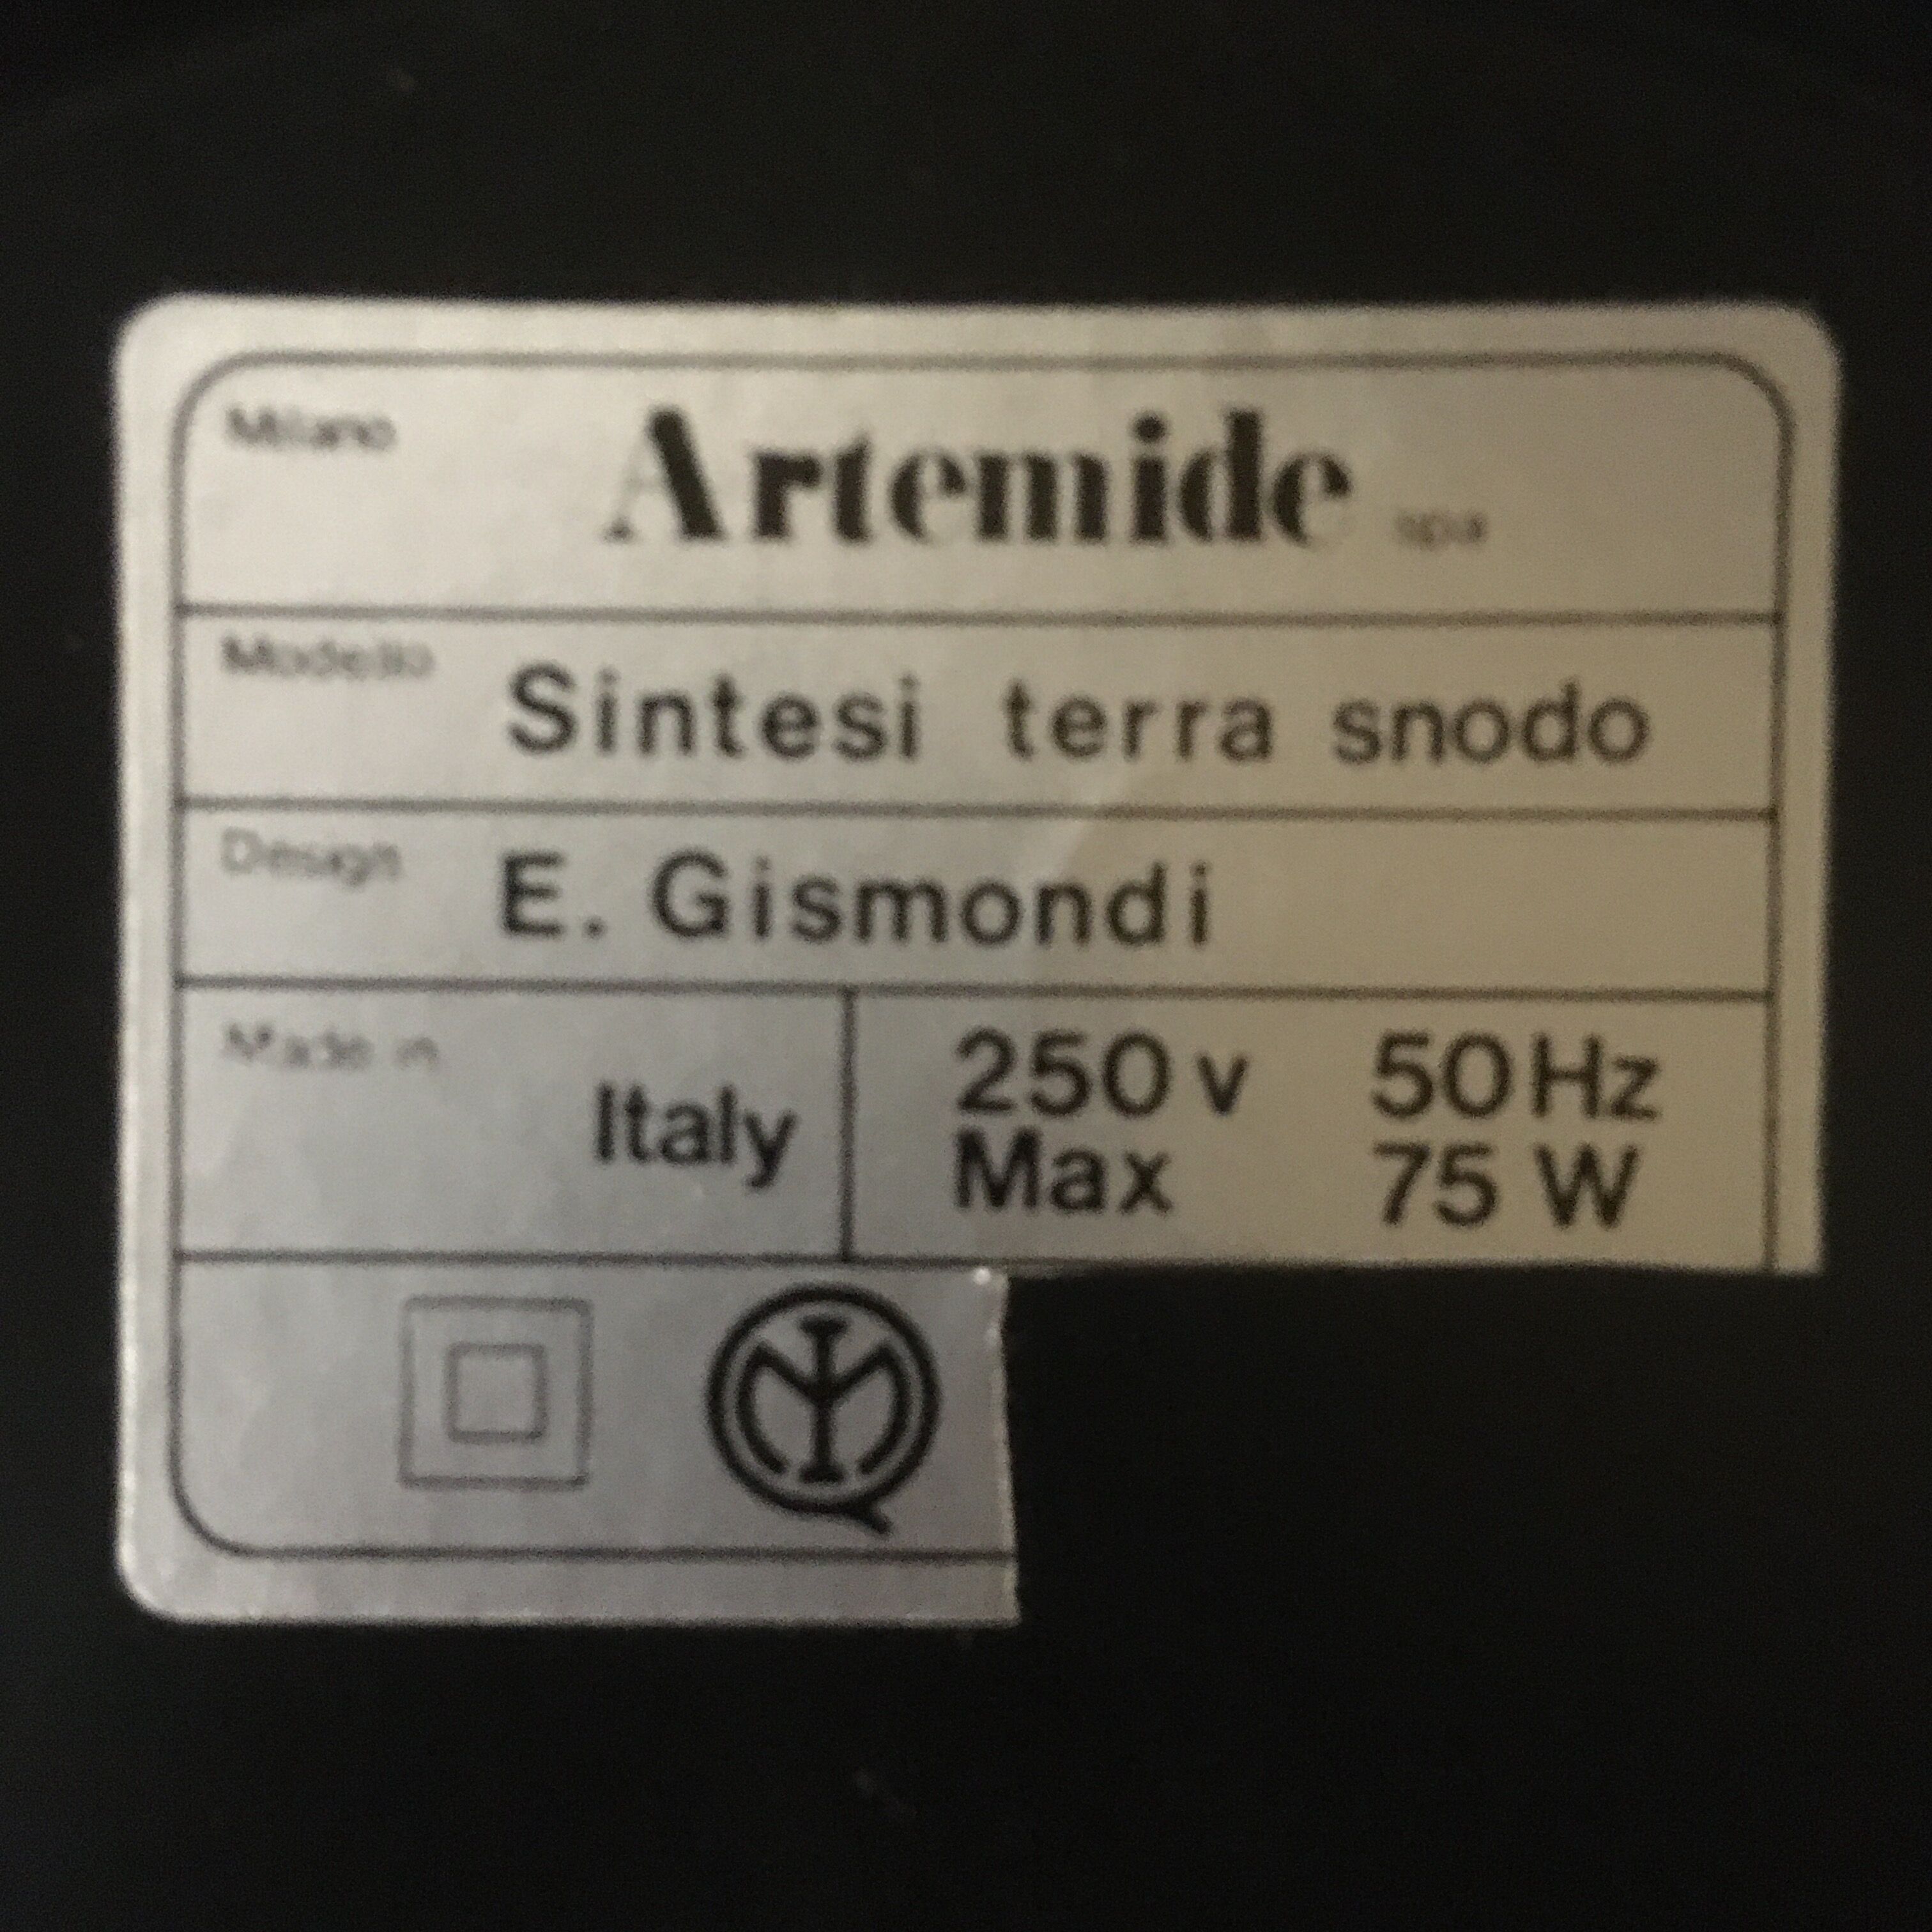 Milano
Artemide spa
Modello
Sintesi terra snodo
Design
E. Gismondi
Made in
Italy
250 v 50 Hz
Max 75 W